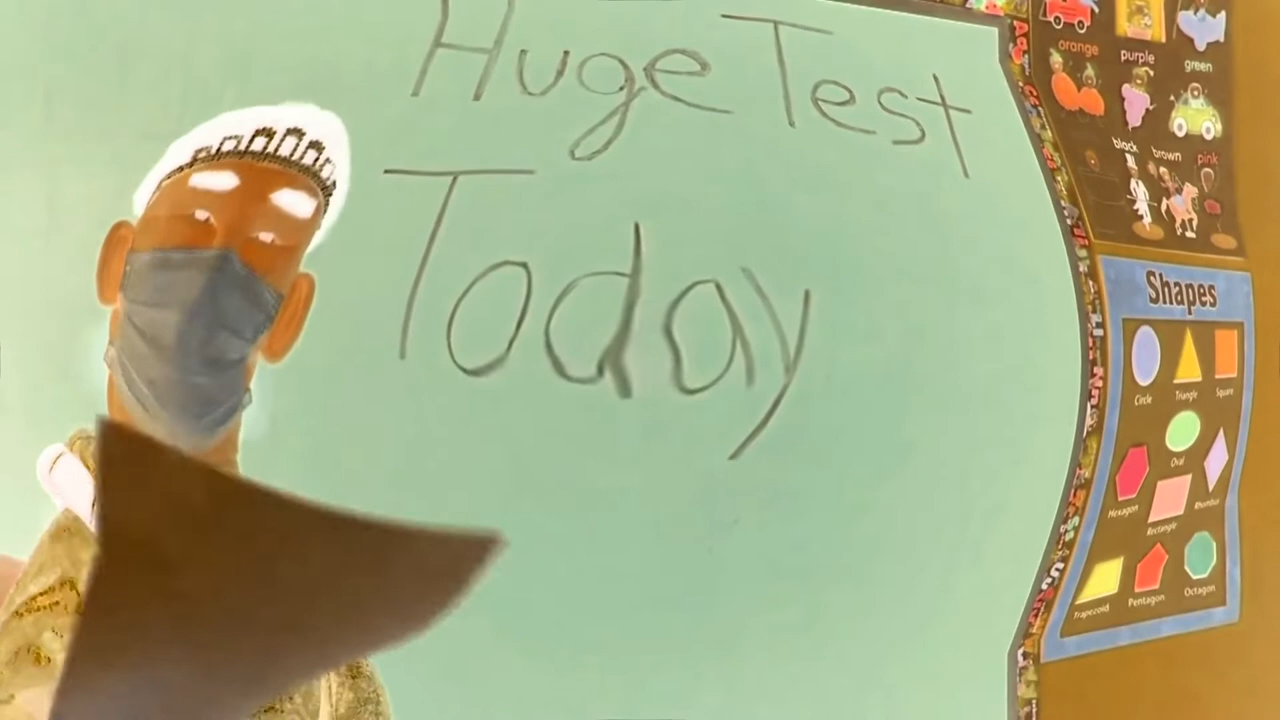 Huge Test
Today
orange
purple
green
black
brown
pink
Shapes
Circle
Triangle
Square
Oval
Hexagon
Rectangle
Rhombus
Trapezoid
Pentagon
Octagon